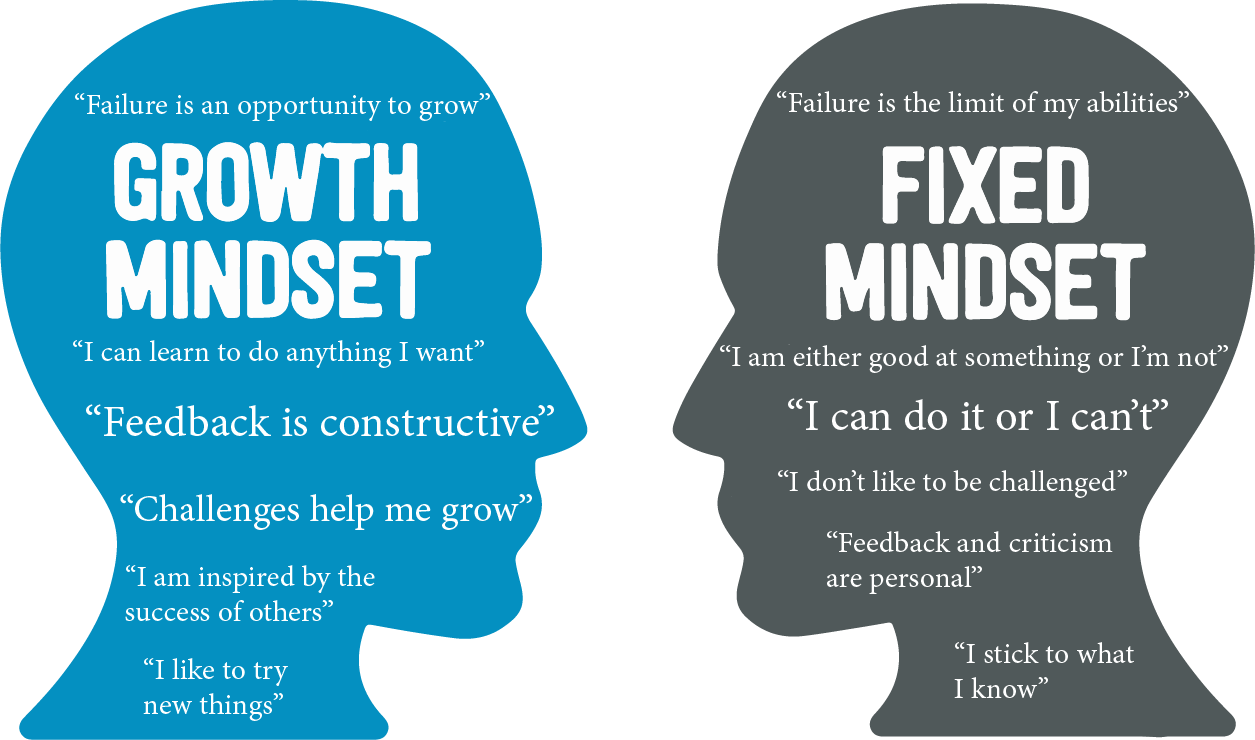 “Failure is an opportunity to grow”
GROWTH
MINDSET
“I can learn to do anything I want”
“Feedback is constructive”
“Challenges help me grow”
“I am inspired by the
success of others”
“I like to try
new things”
“Failure is the limit of my abilities”
FIXED
MINDSET
“I am either good at something or I’m not”
“I can do it or I can’t”
“I don’t like to be challenged”
“Feedback and criticism
are personal”
“I stick to what
I know”